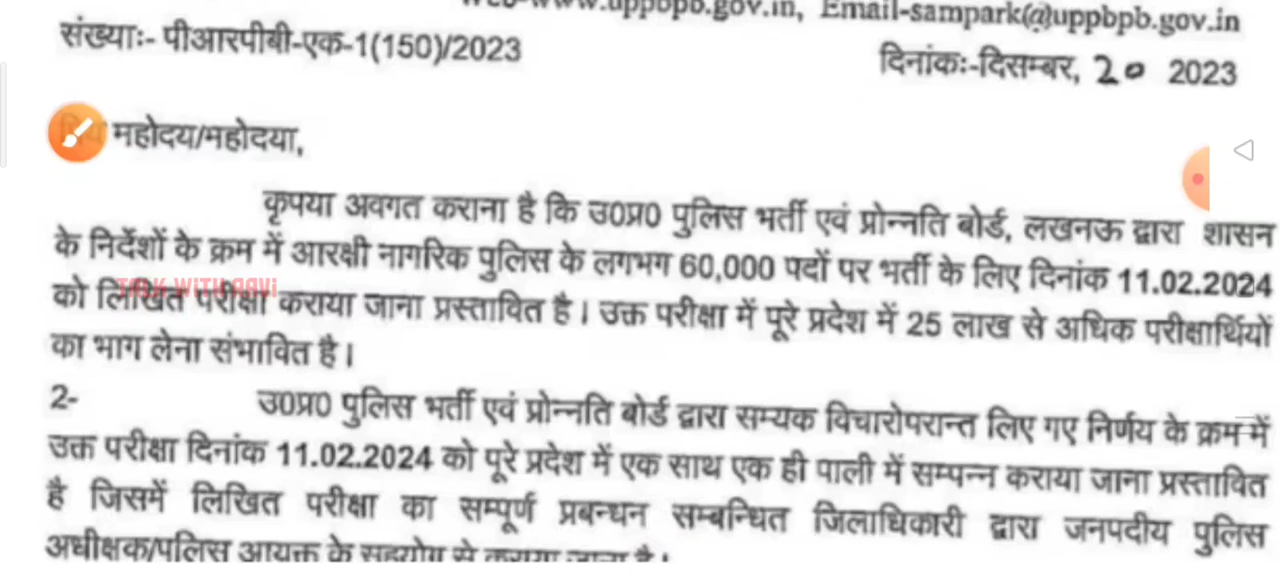 Web-www.uppbpb.gov.in, Email-sampark@uppbpb.gov.in
संख्याः- पीआरपीबी-एक-1(150)/2023
दिनांकः-दिसम्बर, 20 2023
महोदय/महोदया,
कृपया अवगत कराना है कि उ0प्र0 पुलिस भर्ती एवं प्रोन्नति बोर्ड, लखनऊ द्वारा शासन
के निर्देशों के क्रम में आरक्षी नागरिक पुलिस के लगभग 60,000 पदों पर भर्ती के लिए दिनांक 11.02.2024
TALK WITH AAVI
को लिखित परीक्षा कराया जाना प्रस्तावित है। उक्त परीक्षा में पूरे प्रदेश में 25 लाख से अधिक परीक्षार्थियों
का भाग लेना संभावित है।
2- उ0प्र0 पुलिस भर्ती एवं प्रोन्नति बोर्ड द्वारा सम्यक विचारोपरान्त लिए गए निर्णय के क्रम में
उक्त परीक्षा दिनांक 11.02.2024 को पूरे प्रदेश में एक साथ एक ही पाली में सम्पन्न कराया जाना प्रस्तावित
है जिसमें लिखित परीक्षा का सम्पूर्ण प्रबन्धन सम्बन्धित जिलाधिकारी द्वारा जनपदीय पुलिस
अधीक्षक/पुलिस आयुक्त के सहयोग से कराया जाना है।